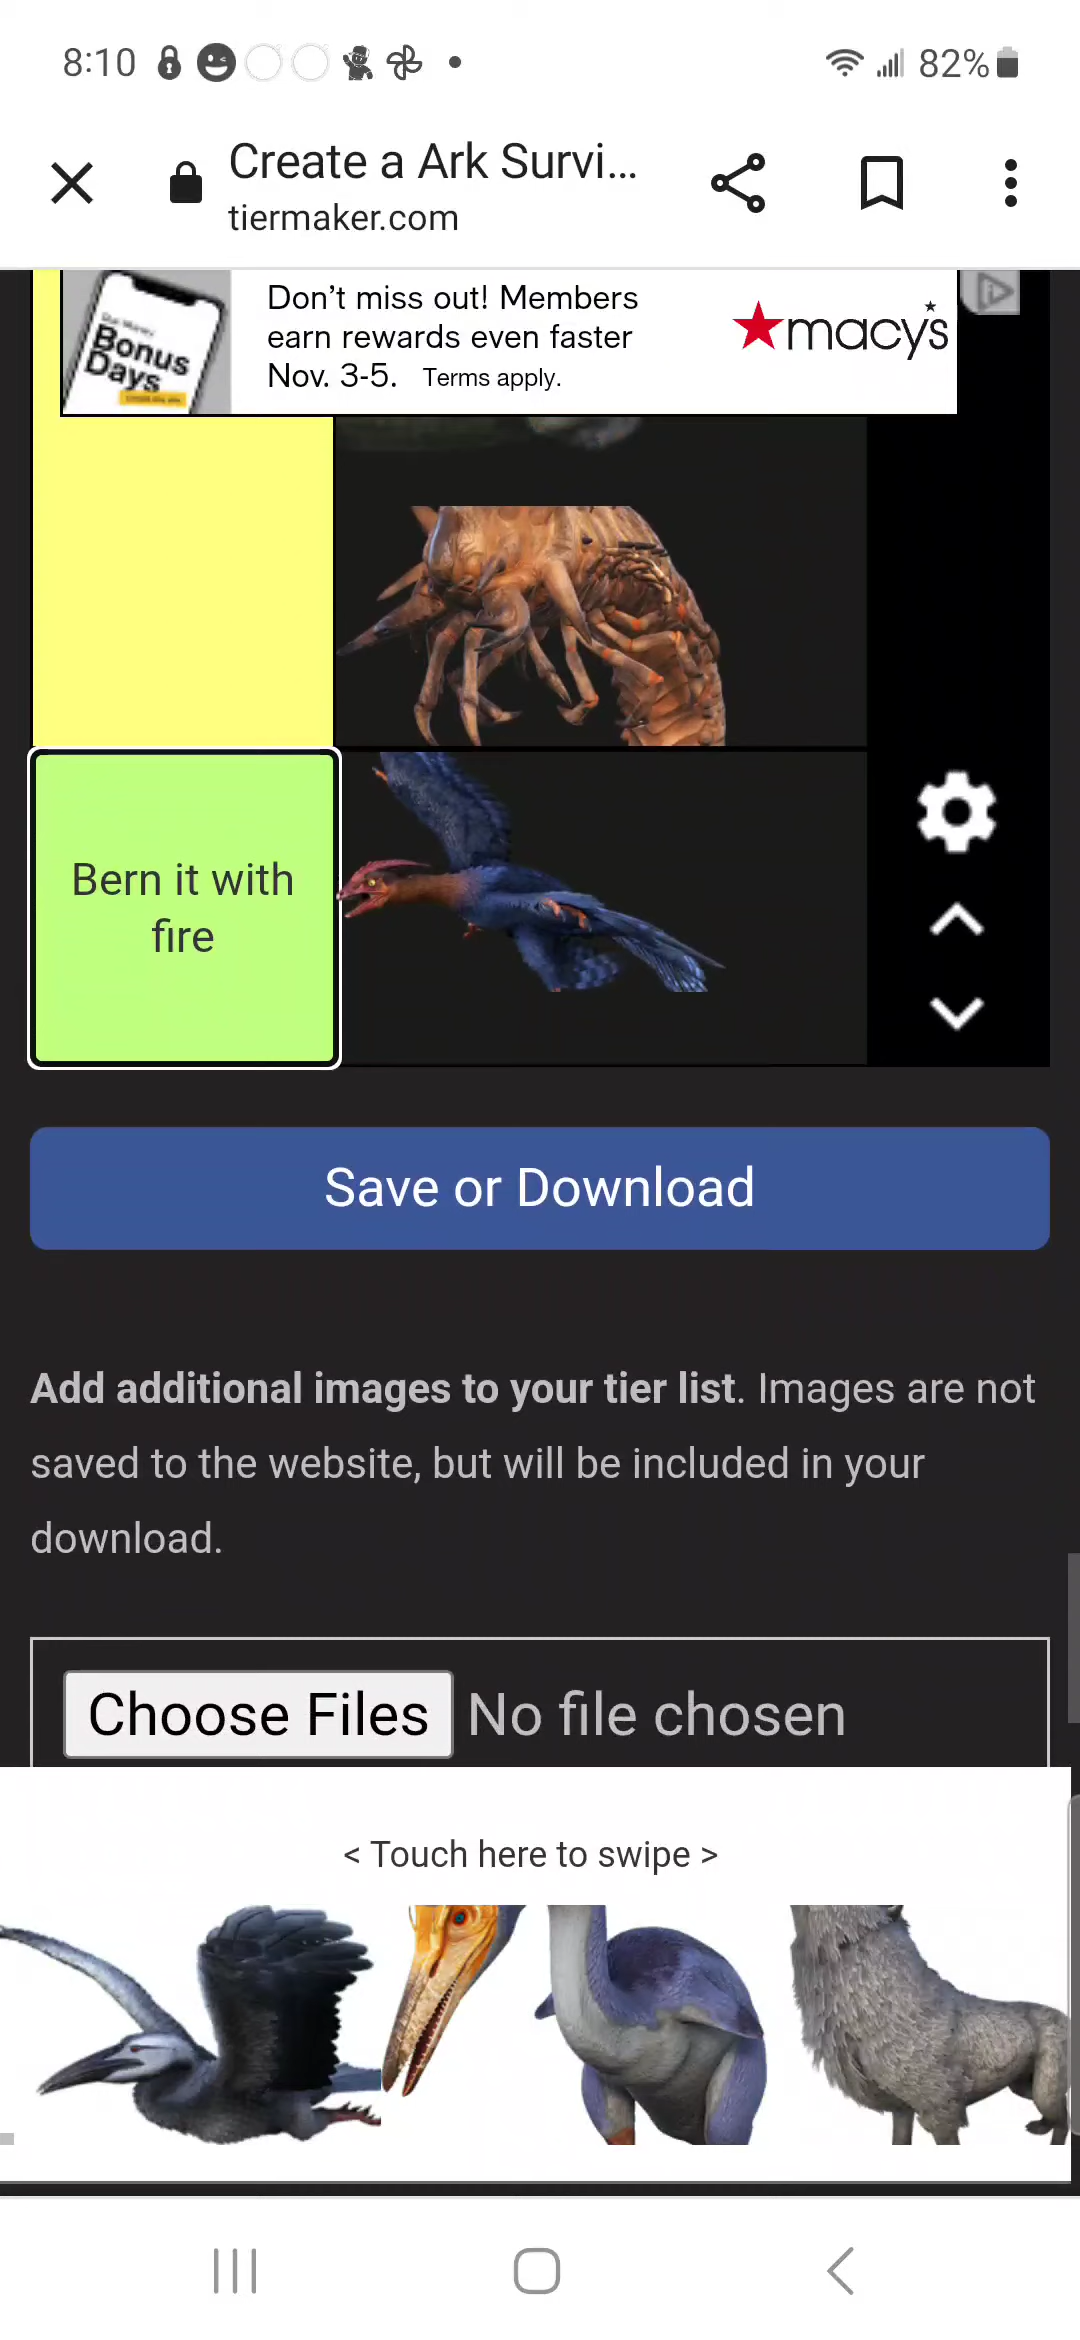 8:10
82%
Create a Ark Survi...
tiermaker.com
Bonus
Days
Don't miss out! Members
earn rewards even faster
Nov. 3-5. Terms apply.
macy's
Bern it with
fire
Save or Download
Add additional images to your tier list. Images are not
saved to the website, but will be included in your
download.
Choose Files No file chosen
< Touch here to swipe >